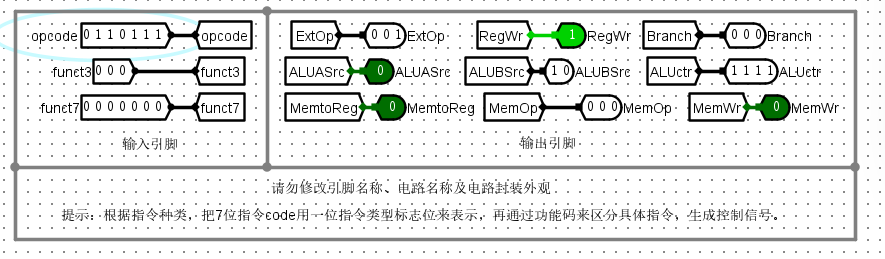 opcode 0110111 opcode ExtOp 001 ExtOp RegWr 1 RegWr Branch 000 Branch
funct3 000 funct3 ALUASrc 0 ALUASrc ALUBSrc 10 ALUBSrc ALUctr 1111 ALUctr
funct7 0000000 funct7 MemtoReg 0 MemtoReg MemOp 000 MemOp MemWr 0 MemWr
输入引脚 输出引脚
请勿修改引脚名称、电路名称及电路封装外观
提示：根据指令种类，把7位指令code用一位指令类型标志位来表示，再通过功能码来区分具体指令、生成控制信号。